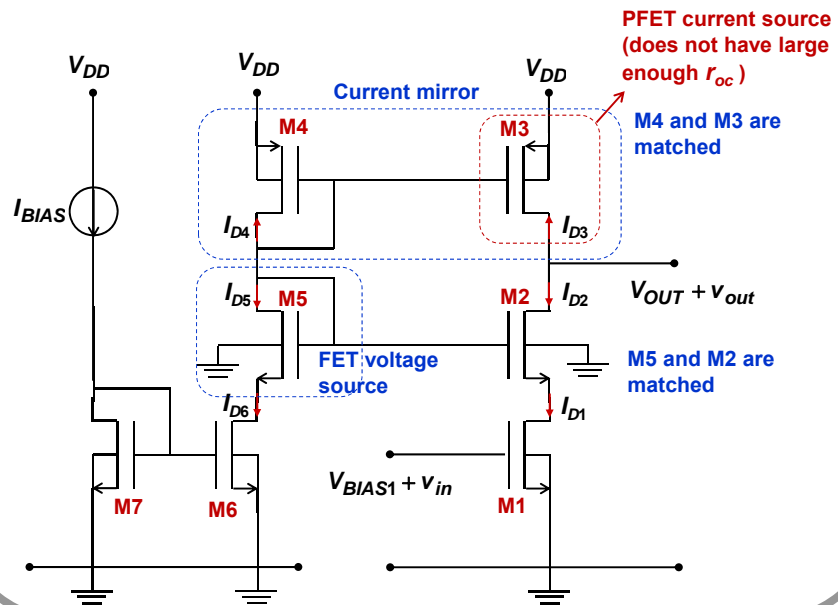 PFET current source
(does not have large
enough r_oc )
V_DD
V_DD
V_DD
Current mirror
M4
M3
M4 and M3 are
matched
I_BIAS
I_D4
I_D3
I_D5
M5
M2
I_D2
V_OUT + v_out
FET voltage
source
M5 and M2 are
matched
I_D6
I_D1
V_BIAS1 + v_in
M7
M6
M1